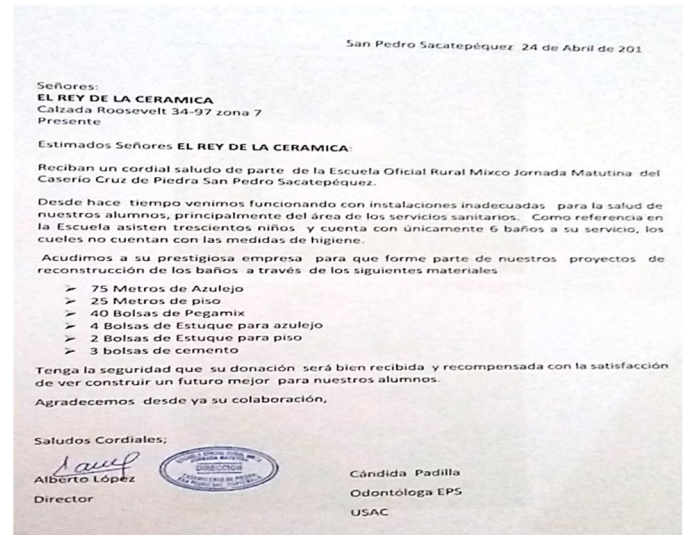 San Pedro Sacatepéquez 24 de Abril de 201
Señores:
EL REY DE LA CERAMICA
Calzada Roosevelt 34-97 zona 7
Presente
Estimados Señores EL REY DE LA CERAMICA:
Reciban un cordial saludo de parte de la Escuela Oficial Rural Mixco Jornada Matutina del
Caserío Cruz de Piedra San Pedro Sacatepéquez.
Desde hace tiempo venimos funcionando con instalaciones inadecuadas para la salud de
nuestros alumnos, principalmente del área de los servicios sanitarios. Como referencia en
la Escuela asisten trescientos niños y cuenta con únicamente 6 baños a su servicio, los
cueles no cuentan con las medidas de higiene.
Acudimos a su prestigiosa empresa para que forme parte de nuestros proyectos de
reconstrucción de los baños a través de los siguientes materiales
➢ 75 Metros de Azulejo
➢ 25 Metros de piso
➢ 40 Bolsas de Pegamix
➢ 4 Bolsas de Estuque para azulejo
➢ 2 Bolsas de Estuque para piso
➢ 3 bolsas de cemento
Tenga la seguridad que su donación será bien recibida y recompensada con la satisfacción
de ver construir un futuro mejor para nuestros alumnos.
Agradecemos desde ya su colaboración,
Saludos Cordiales;
DIRECCION
Alberto López
Director
Cándida Padilla
Odontóloga EPS
USAC